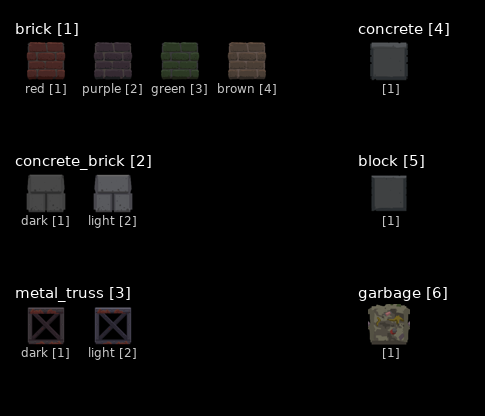 brick [1]
red [1]
purple [2]
green [3]
brown [4]
concrete [4]
[1]
concrete_brick [2]
dark [1]
light [2]
block [5]
[1]
metal_truss [3]
dark [1]
light [2]
garbage [6]
[1]